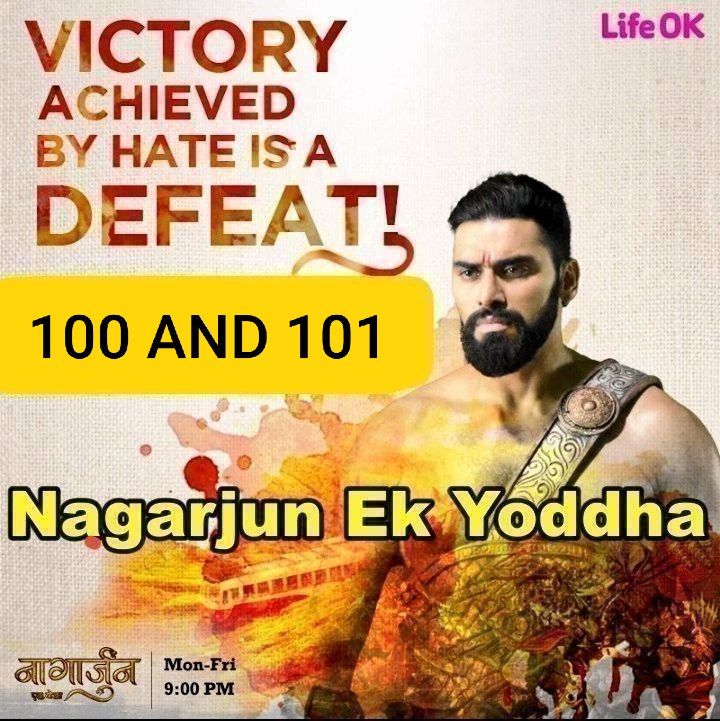 Life OK
VICTORY
ACHIEVED
BY HATE IS A
DEFEAT!
100 AND 101
Nagarjun Ek Yoddha
नागार्जुन
एक योद्धा
Mon-Fri
9:00 PM